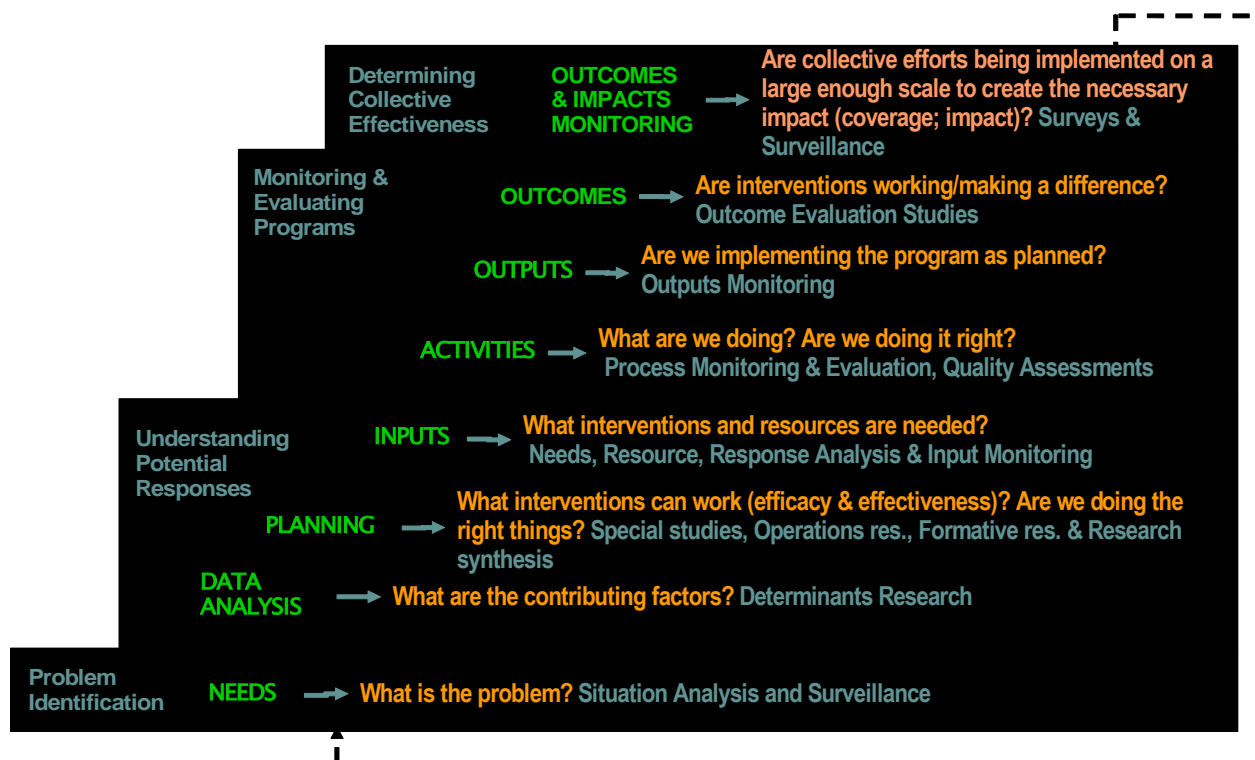 Determining
Collective
Effectiveness
OUTCOMES
& IMPACTS
MONITORING
Are collective efforts being implemented on a
large enough scale to create the necessary
impact (coverage; impact)? Surveys &
Surveillance
Monitoring &
Evaluating
Programs
OUTCOMES
Are interventions working/making a difference?
Outcome Evaluation Studies
OUTPUTS
Are we implementing the program as planned?
Outputs Monitoring
ACTIVITIES
What are we doing? Are we doing it right?
Process Monitoring & Evaluation, Quality Assessments
Understanding
Potential
Responses
INPUTS
What interventions and resources are needed?
Needs, Resource, Response Analysis & Input Monitoring
PLANNING
What interventions can work (efficacy & effectiveness)? Are we doing the
right things? Special studies, Operations res., Formative res. & Research
synthesis
DATA
ANALYSIS
What are the contributing factors? Determinants Research
Problem
Identification
NEEDS
What is the problem? Situation Analysis and Surveillance